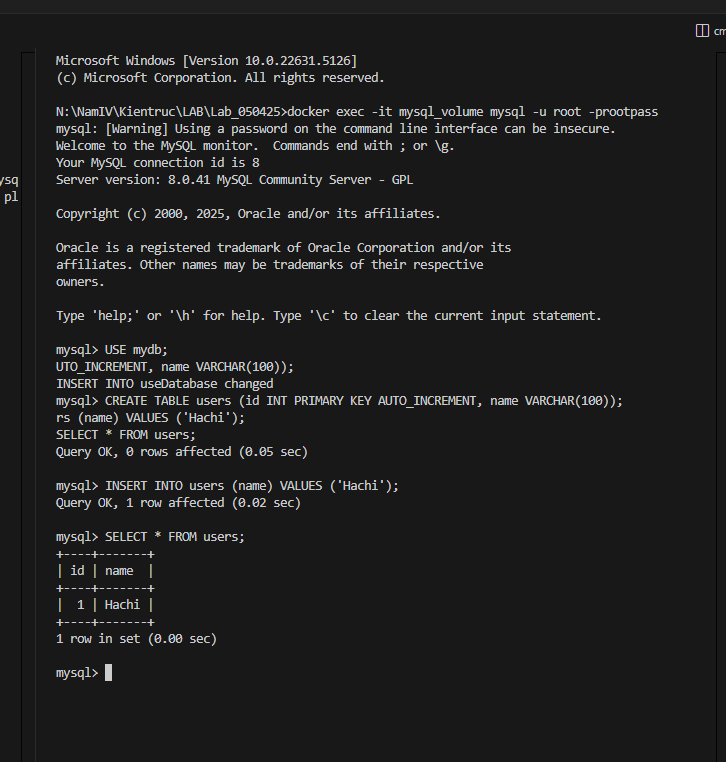 cm
Microsoft Windows [Version 10.0.22631.5126]
(c) Microsoft Corporation. All rights reserved.
N:\NamIV\Kientruc\LAB\Lab_050425>docker exec -it mysql_volume mysql -u root -prootpass
mysql: [Warning] Using a password on the command line interface can be insecure.
Welcome to the MySQL monitor.  Commands end with ; or \g.
Your MySQL connection id is 8
ysq
Server version: 8.0.41 MySQL Community Server - GPL
pl
Copyright (c) 2000, 2025, Oracle and/or its affiliates.
Oracle is a registered trademark of Oracle Corporation and/or its
affiliates. Other names may be trademarks of their respective
owners.
Type 'help;' or '\h' for help. Type '\c' to clear the current input statement.
mysql> USE mydb;
UTO_INCREMENT, name VARCHAR(100));
INSERT INTO useDatabase changed
mysql> CREATE TABLE users (id INT PRIMARY KEY AUTO_INCREMENT, name VARCHAR(100));
rs (name) VALUES ('Hachi');
SELECT * FROM users;
Query OK, 0 rows affected (0.05 sec)
mysql> INSERT INTO users (name) VALUES ('Hachi');
Query OK, 1 row affected (0.02 sec)
mysql> SELECT * FROM users;
+----+-------+
| id | name  |
+----+-------+
|  1 | Hachi |
+----+-------+
1 row in set (0.00 sec)
mysql>